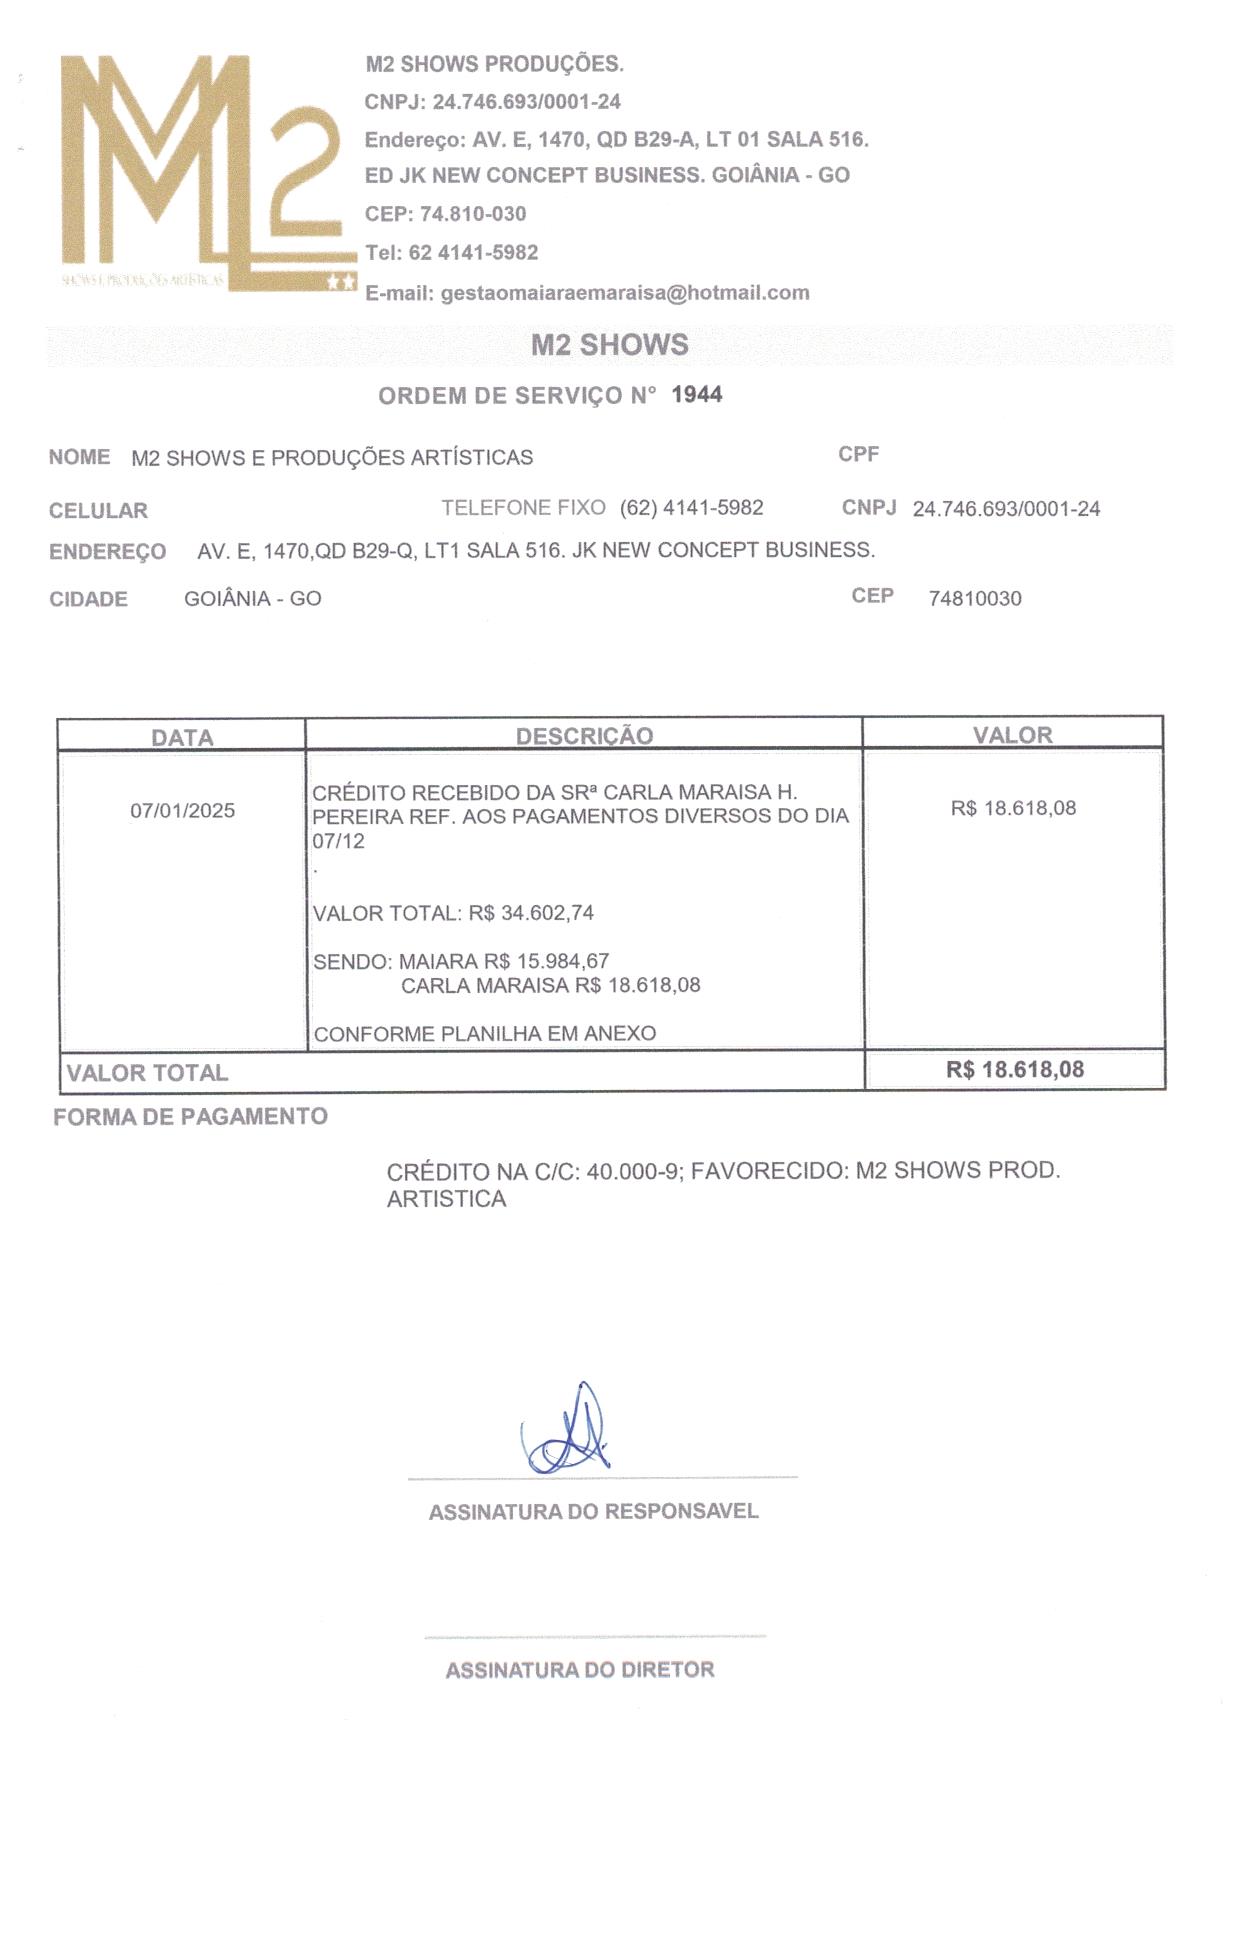 M2 SHOWS PRODUÇÕES.
CNPJ: 24.746.693/0001-24
Endereço: AV. E, 1470, QD B29-A, LT 01 SALA 516.
ED JK NEW CONCEPT BUSINESS. GOIÂNIA - GO
CEP: 74.810-030
Tel: 62 4141-5982
E-mail: gestaomaiaraemaraisa@hotmail.com
M2
SHOWS E PRODUÇÕES ARTÍSTICAS
M2 SHOWS
ORDEM DE SERVIÇO N° 1944
NOME M2 SHOWS E PRODUÇÕES ARTÍSTICAS CPF
CELULAR TELEFONE FIXO (62) 4141-5982 CNPJ 24.746.693/0001-24
ENDEREÇO AV. E, 1470,QD B29-Q, LT1 SALA 516. JK NEW CONCEPT BUSINESS.
CIDADE GOIÂNIA - GO CEP 74810030
DATA DESCRIÇÃO VALOR
07/01/2025
CRÉDITO RECEBIDO DA SRª CARLA MARAISA H.
PEREIRA REF. AOS PAGAMENTOS DIVERSOS DO DIA
07/12
.
R$ 18.618,08
VALOR TOTAL: R$ 34.602,74
SENDO: MAIARA R$ 15.984,67
CARLA MARAISA R$ 18.618,08
CONFORME PLANILHA EM ANEXO
VALOR TOTAL R$ 18.618,08
FORMA DE PAGAMENTO
CRÉDITO NA C/C: 40.000-9; FAVORECIDO: M2 SHOWS PROD.
ARTISTICA
ASSINATURA DO RESPONSAVEL
ASSINATURA DO DIRETOR